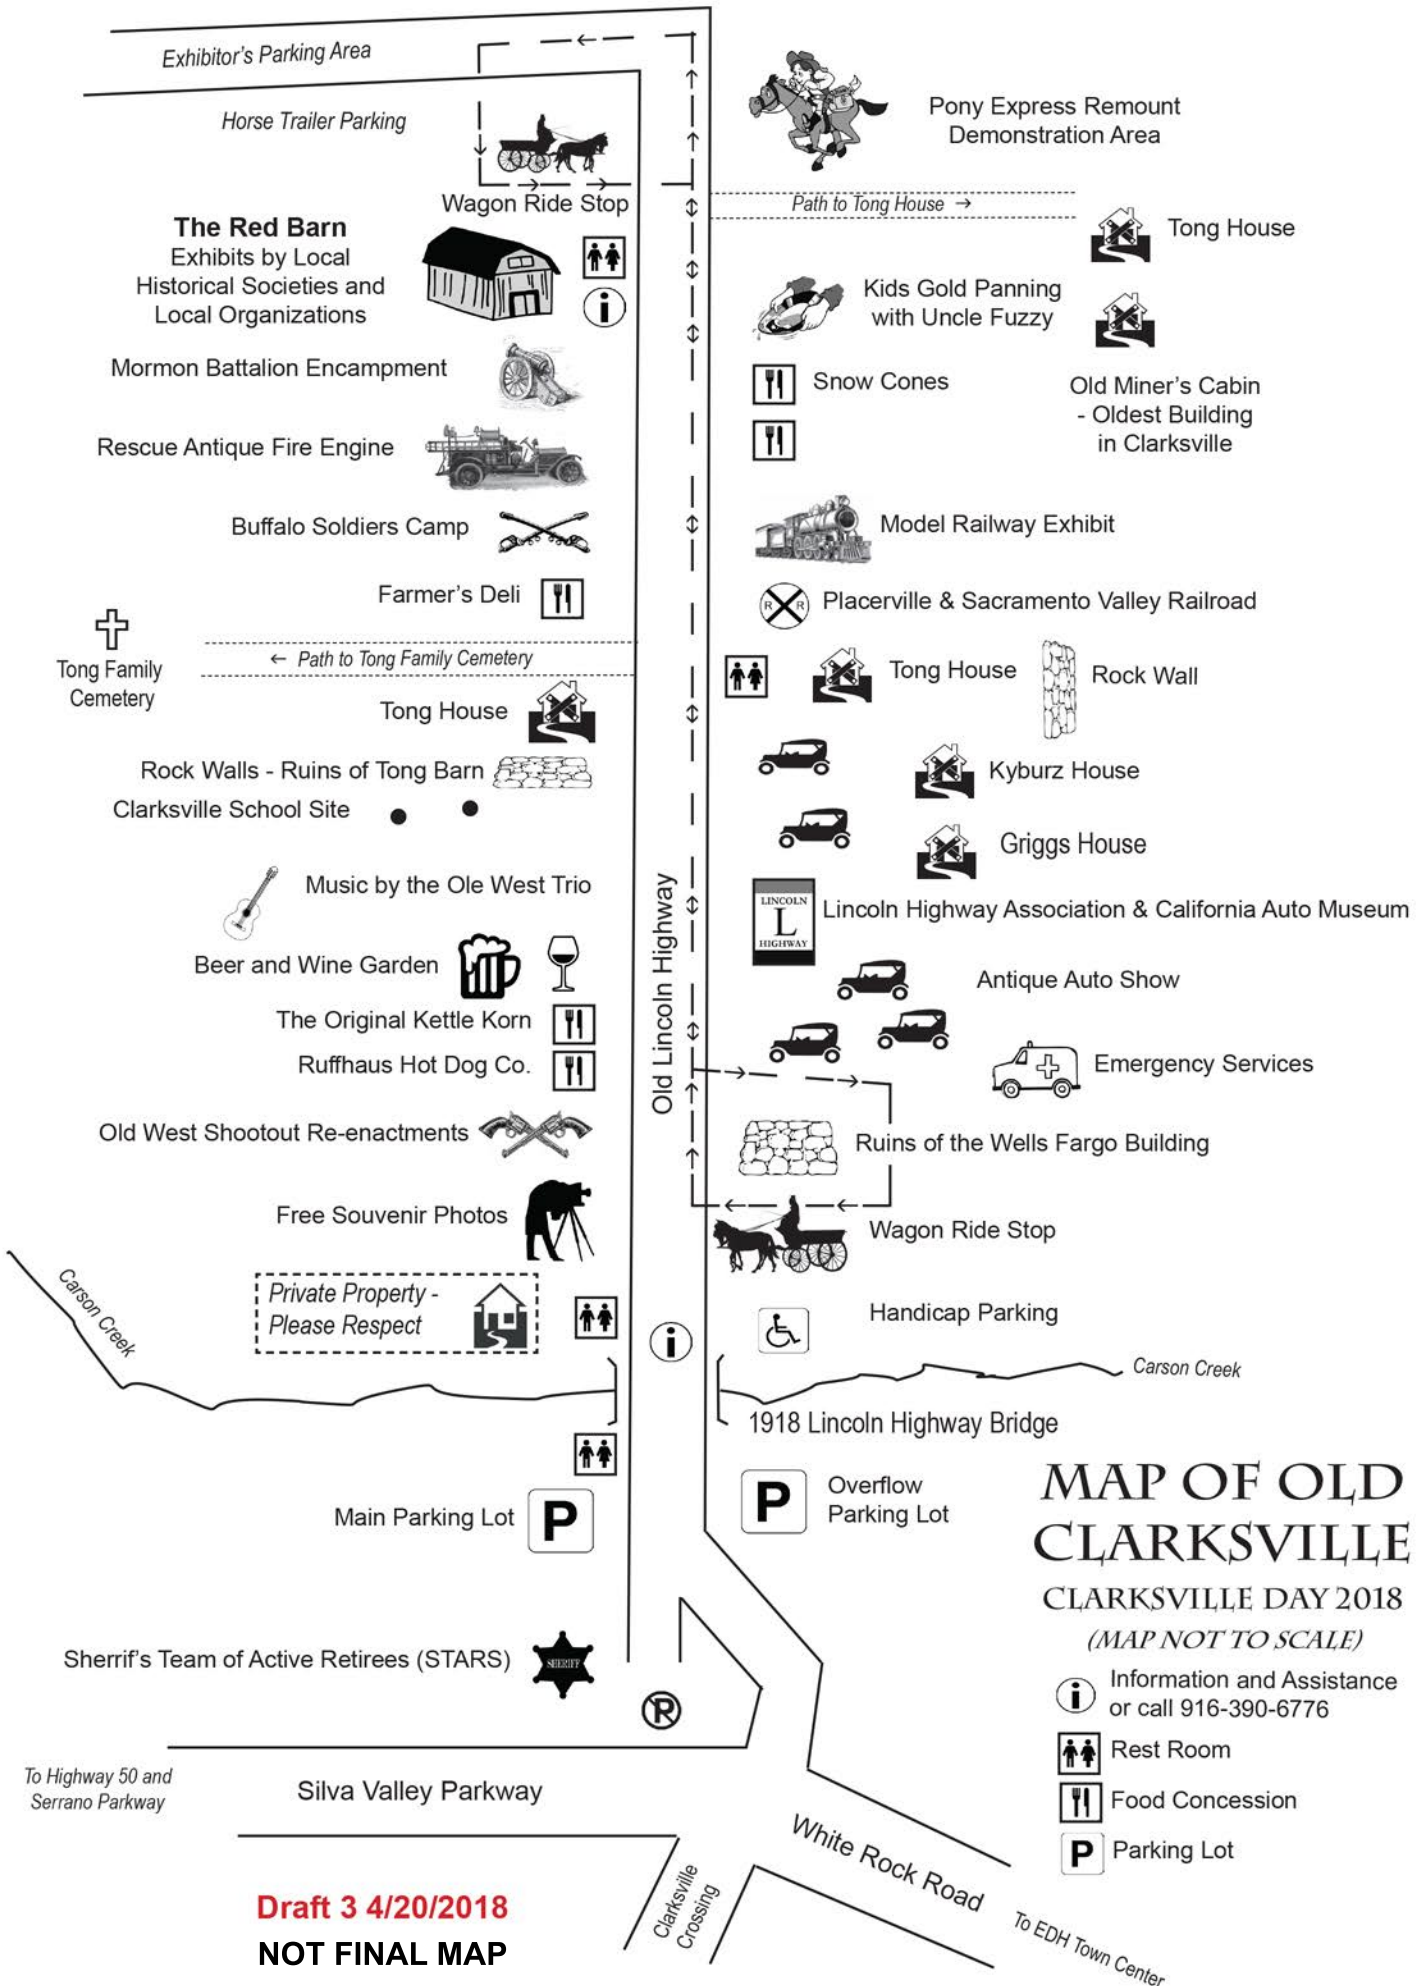 Exhibitor's Parking Area
Horse Trailer Parking
Pony Express Remount
Demonstration Area
Wagon Ride Stop
Path to Tong House →
Tong House
The Red Barn
Exhibits by Local
Historical Societies and
Local Organizations
i
Kids Gold Panning
with Uncle Fuzzy
Mormon Battalion Encampment
Snow Cones
Old Miner's Cabin
- Oldest Building
in Clarksville
Rescue Antique Fire Engine
Buffalo Soldiers Camp
Model Railway Exhibit
Farmer's Deli
R R
Placerville & Sacramento Valley Railroad
← Path to Tong Family Cemetery
Tong Family
Cemetery
Tong House
Rock Wall
Tong House
Rock Walls - Ruins of Tong Barn
Kyburz House
Clarksville School Site
Griggs House
Music by the Ole West Trio
LINCOLN
L
HIGHWAY
Lincoln Highway Association & California Auto Museum
Old Lincoln Highway
Beer and Wine Garden
Antique Auto Show
The Original Kettle Korn
Ruffhaus Hot Dog Co.
Emergency Services
Old West Shootout Re-enactments
Ruins of the Wells Fargo Building
Free Souvenir Photos
Wagon Ride Stop
Carson Creek
Private Property -
Please Respect
i
Handicap Parking
Carson Creek
1918 Lincoln Highway Bridge
Main Parking Lot
P
P
Overflow
Parking Lot
MAP OF OLD
CLARKSVILLE
CLARKSVILLE DAY 2018
(MAP NOT TO SCALE)
Sherrif's Team of Active Retirees (STARS)
SHERIFF
P
i
Information and Assistance
or call 916-390-6776
Rest Room
Food Concession
P
Parking Lot
To Highway 50 and
Serrano Parkway
Silva Valley Parkway
White Rock Road
Clarksville
Crossing
To EDH Town Center
Draft 3 4/20/2018
NOT FINAL MAP